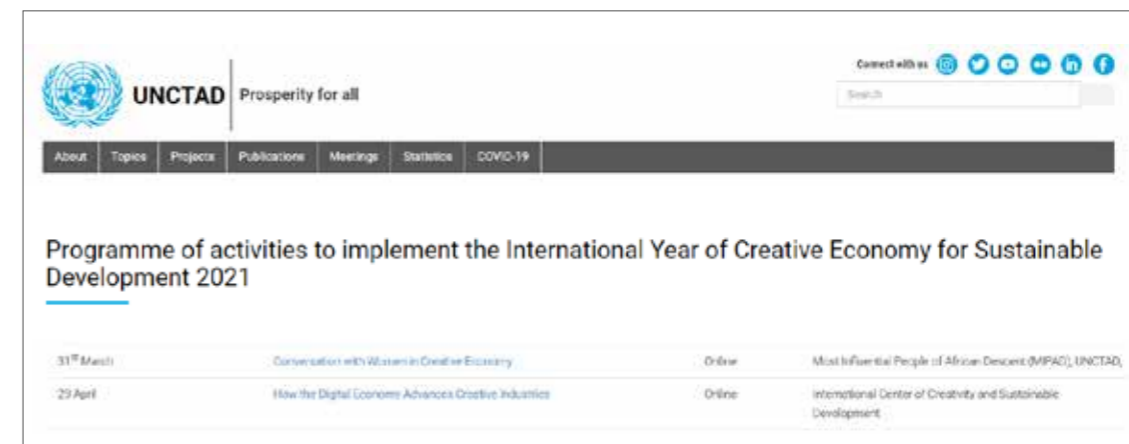 Connect with us
UNCTAD Prosperity for all
Search
About Topics Projects Publications Meetings Statistics COVID-19
Programme of activities to implement the International Year of Creative Economy for Sustainable
Development 2021
31ST March Conversation with Women in Creative Economy Online Most Influential People of African Descent (MIPAD), UNCTAD,
29 April How the Digital Economy Advances Creative Industries Online International Center of Creativity and Sustainable
Development